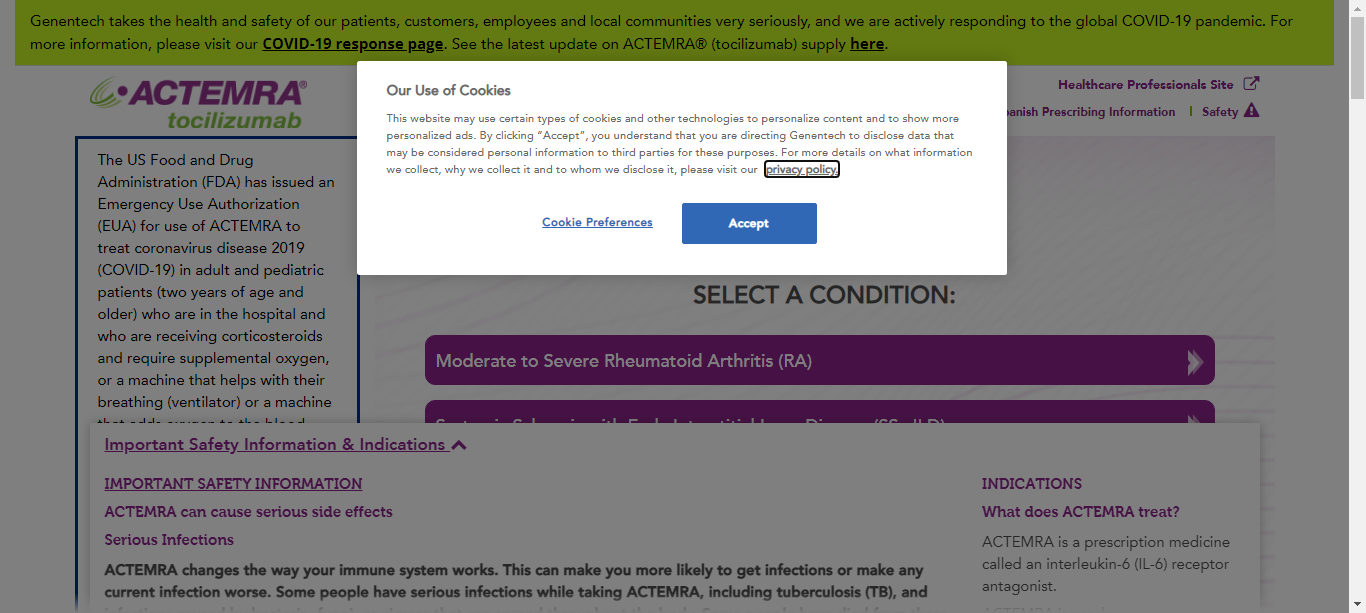 Genentech takes the health and safety of our patients, customers, employees and local communities very seriously, and we are actively responding to the global COVID-19 pandemic. For
more information, please visit our COVID-19 response page. See the latest update on ACTEMRA® (tocilizumab) supply here.
ACTEMRA®
tocilizumab
Healthcare Professionals Site
Prescribing Information | Safety
Our Use of Cookies
This website may use certain types of cookies and other technologies to personalize content and to show more
personalized ads. By clicking “Accept”, you understand that you are directing Genentech to disclose data that
may be considered personal information to third parties for these purposes. For more details on what information
we collect, why we collect it and to whom we disclose it, please visit our privacy policy.
Cookie Preferences
Accept
The US Food and Drug
Administration (FDA) has issued an
Emergency Use Authorization
(EUA) for use of ACTEMRA to
treat coronavirus disease 2019
(COVID-19) in adult and pediatric
patients (two years of age and
older) who are in the hospital and
who are receiving corticosteroids
and require supplemental oxygen,
or a machine that helps with their
breathing (ventilator) or a machine
SELECT A CONDITION:
Moderate to Severe Rheumatoid Arthritis (RA)
Important Safety Information & Indications
IMPORTANT SAFETY INFORMATION
ACTEMRA can cause serious side effects
Serious Infections
ACTEMRA changes the way your immune system works. This can make you more likely to get infections or make any
current infection worse. Some people have serious infections while taking ACTEMRA, including tuberculosis (TB), and
INDICATIONS
What does ACTEMRA treat?
ACTEMRA is a prescription medicine
called an interleukin-6 (IL-6) receptor
antagonist.